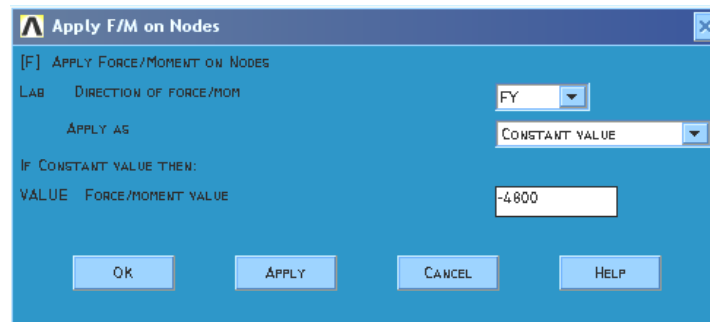 Apply F/M on Nodes
[F] Apply Force/Moment on Nodes
Lab Direction of force/mom FY
Apply as Constant value
If Constant value then:
VALUE Force/moment value -4800
OK Apply Cancel Help